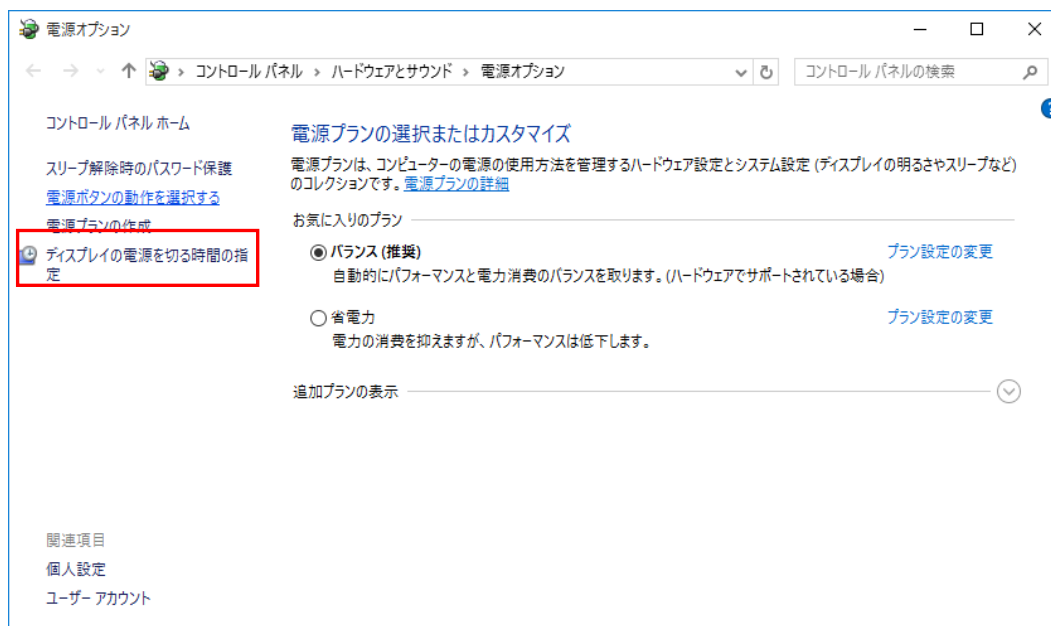 電源オプション
コントロール パネル › ハードウェアとサウンド › 電源オプション
コントロール パネルの検索
コントロール パネル ホーム
スリープ解除時のパスワード保護
電源ボタンの動作を選択する
電源プランの作成
ディスプレイの電源を切る時間の指
定
電源プランの選択またはカスタマイズ
電源プランは、コンピューターの電源の使用方法を管理するハードウェア設定とシステム設定 (ディスプレイの明るさやスリープなど)
のコレクションです。電源プランの詳細
お気に入りのプラン
バランス (推奨) プラン設定の変更
自動的にパフォーマンスと電力消費のバランスを取ります。(ハードウェアでサポートされている場合)
省電力 プラン設定の変更
電力の消費を抑えますが、パフォーマンスは低下します。
追加プランの表示
関連項目
個人設定
ユーザー アカウント